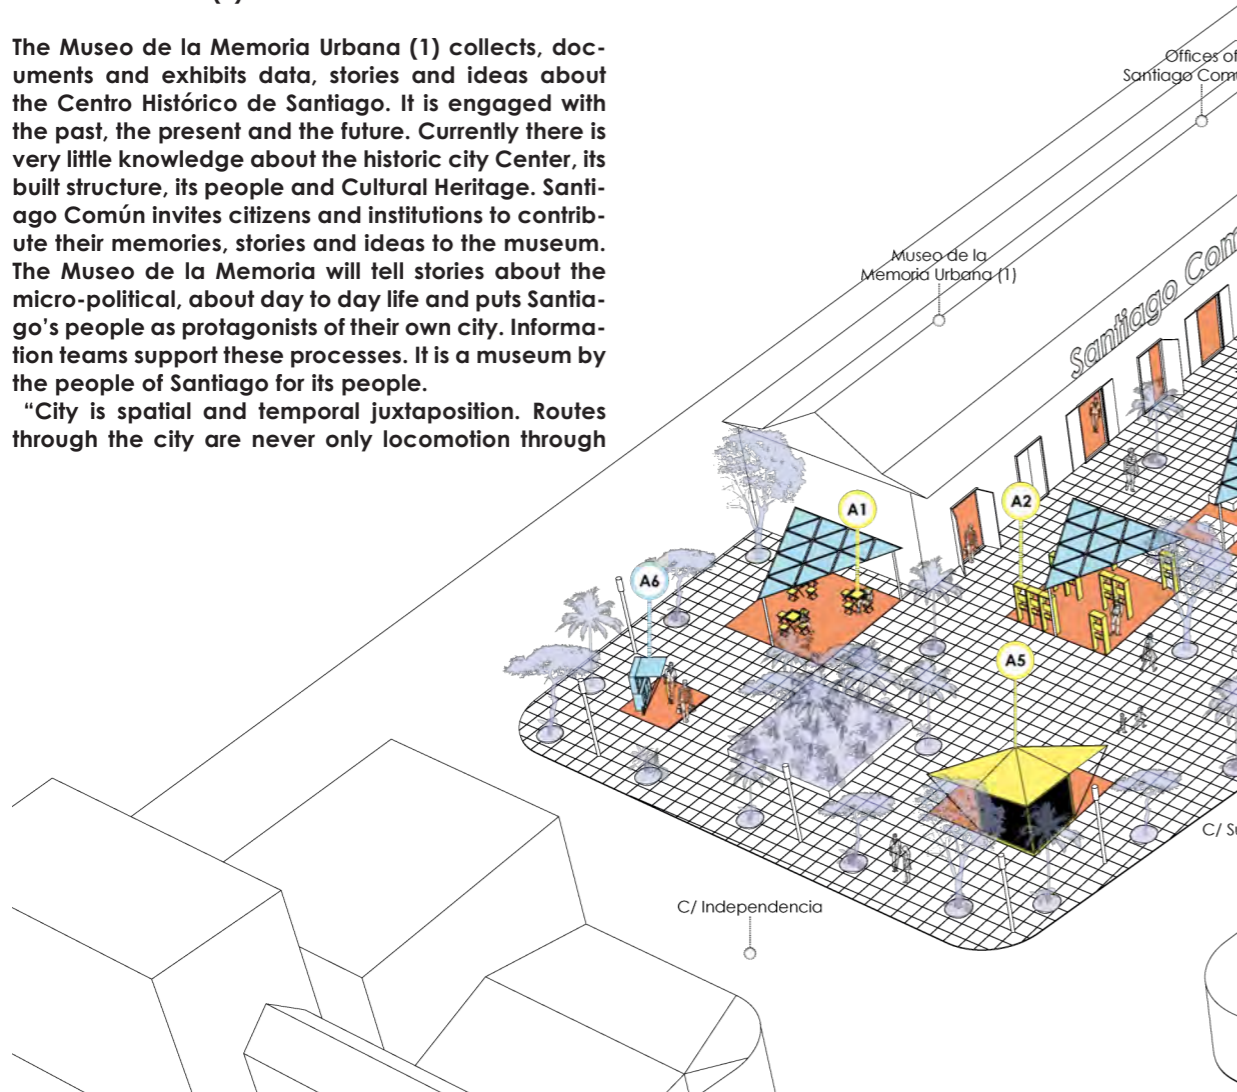 The Museo de la Memoria Urbana (1) collects, doc-
uments and exhibits data, stories and ideas about
the Centro Histórico de Santiago. It is engaged with
the past, the present and the future. Currently there is
very little knowledge about the historic city Center, its
built structure, its people and Cultural Heritage. Santi-
ago Común invites citizens and institutions to contrib-
ute their memories, stories and ideas to the museum.
The Museo de la Memoria will tell stories about the
micro-political, about day to day life and puts Santia-
go's people as protagonists of their own city. Informa-
tion teams support these processes. It is a museum by
the people of Santiago for its people.
“City is spatial and temporal juxtaposition. Routes
through the city are never only locomotion through
Offices of
Santiago
Museo de la
Memoria Urbana (1)
Santiago
A1
A2
A6
A5
C/ Independencia
C/